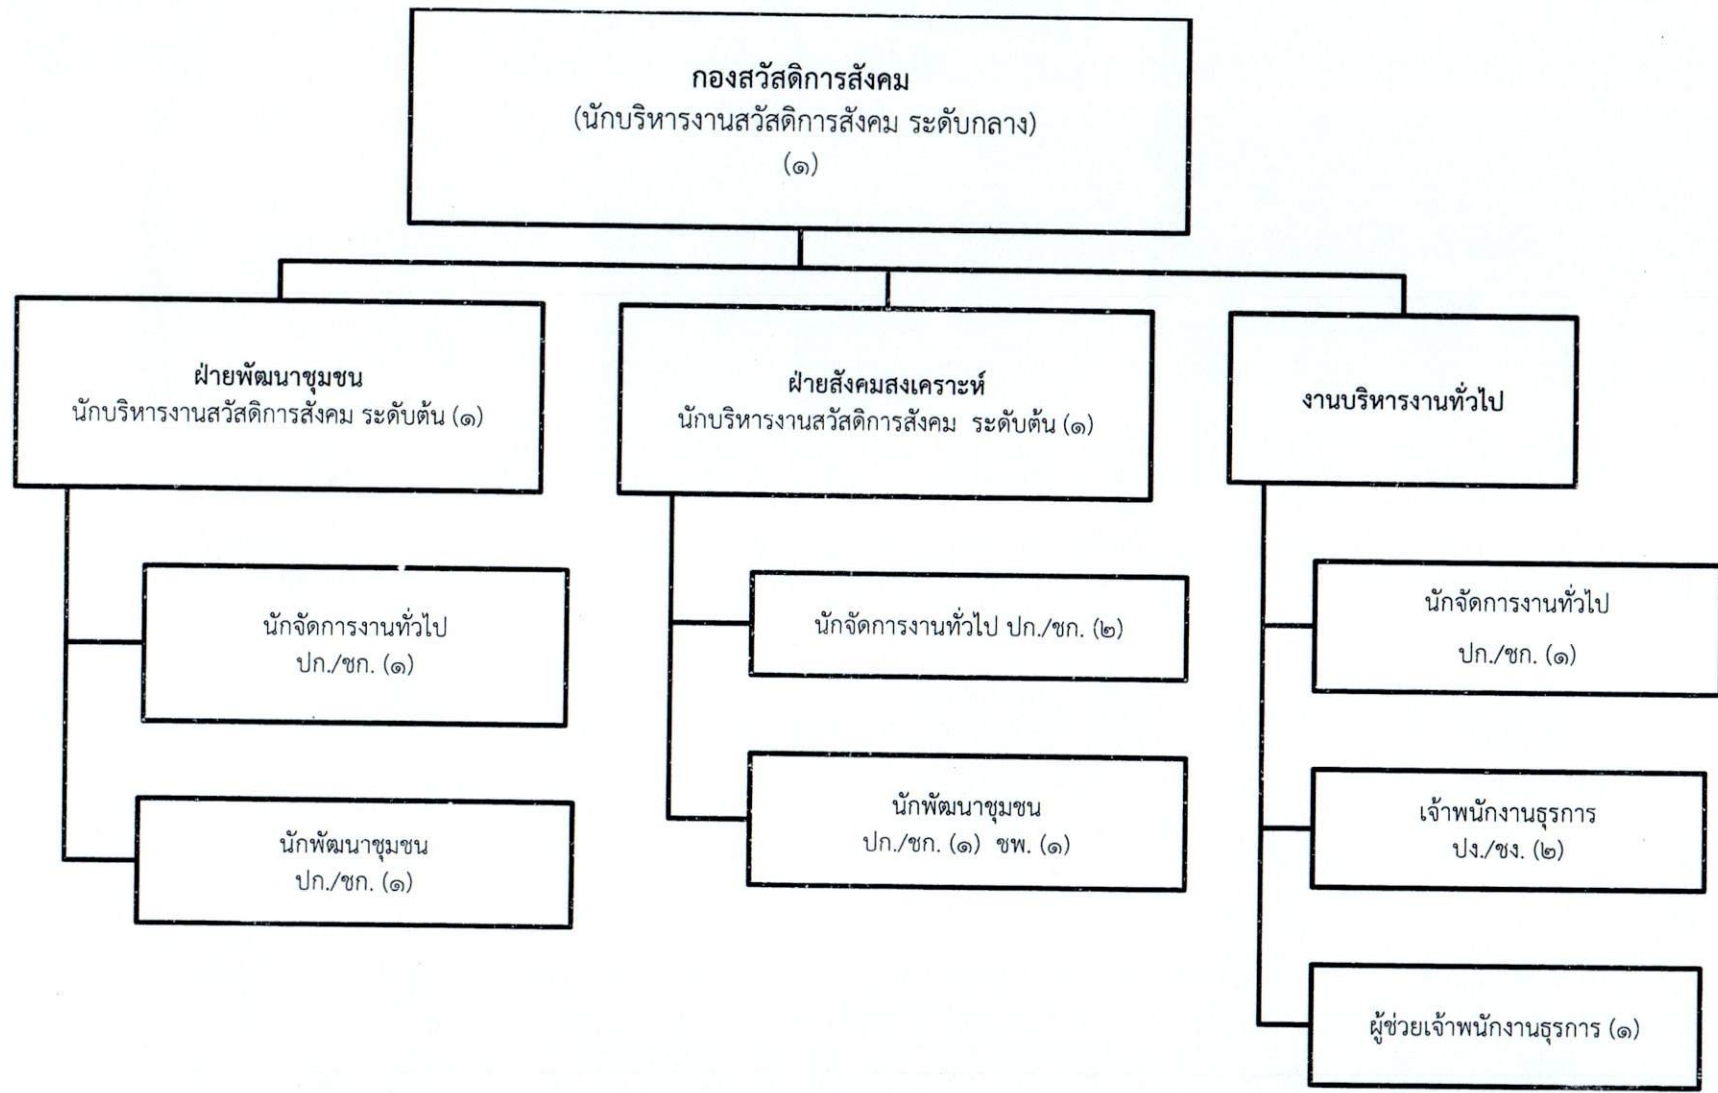 กองสวัสดิการสังคม
(นักบริหารงานสวัสดิการสังคม ระดับกลาง)
(๑)
ฝ่ายพัฒนาชุมชน
นักบริหารงานสวัสดิการสังคม ระดับต้น (๑)
นักจัดการงานทั่วไป
ปก./ชก. (๑)
นักพัฒนาชุมชน
ปก./ชก. (๑)
ฝ่ายสังคมสงเคราะห์
นักบริหารงานสวัสดิการสังคม ระดับต้น (๑)
นักจัดการงานทั่วไป ปก./ชก. (๒)
นักพัฒนาชุมชน
ปก./ชก. (๑) ชพ. (๑)
งานบริหารงานทั่วไป
นักจัดการงานทั่วไป
ปก./ชก. (๑)
เจ้าพนักงานธุรการ
ปง./ชง. (๒)
ผู้ช่วยเจ้าพนักงานธุรการ (๑)